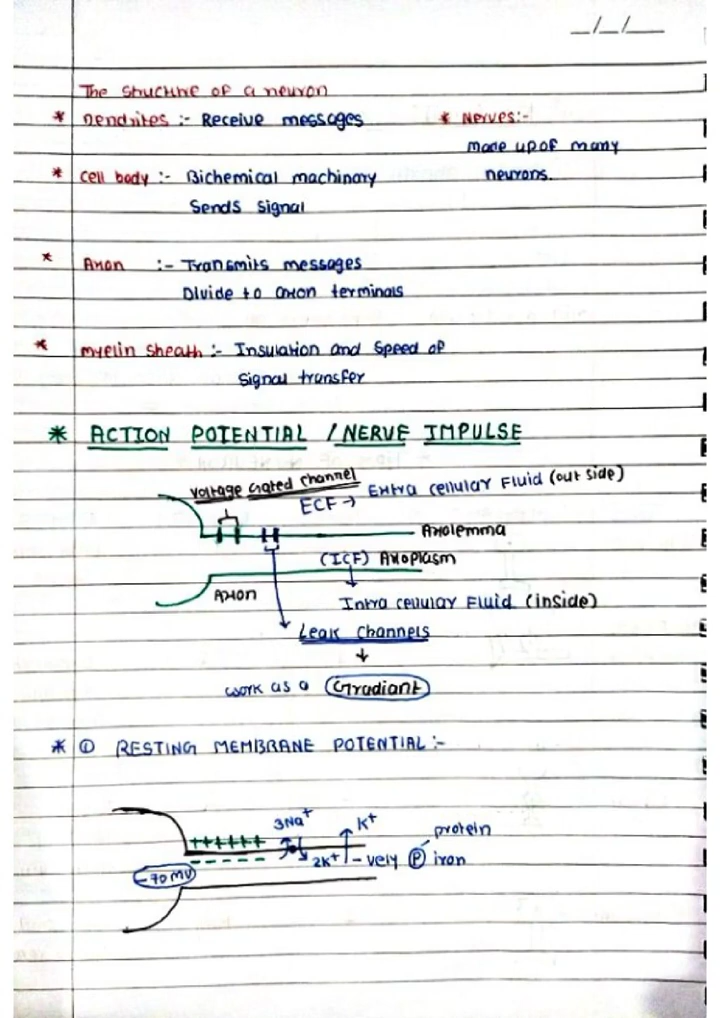 _/_/__
The structure of a neuron
* Dendrites :- Receive messages
* Nerves:-
made up of many
neurons.
* Cell body :- Bichemical machinary
Sends signal
* Axon :- Transmits messages
Divide to axon terminals
* myelin sheath :- Insulation and Speed of
Signal transfer
* ACTION POTENTIAL / NERVE IMPULSE
Voltage Gated channel
ECF → Extra cellular Fluid (out side)
Axolemma
(ICF) Axoplasm
Axon
Intra cellular Fluid (inside)
Leak channels
↓
work as a Gradiant
* ① RESTING MEMBRANE POTENTIAL :-
3Na+
K+
protein
++++++
------
2K+
-very Ⓟ iron
-70mv